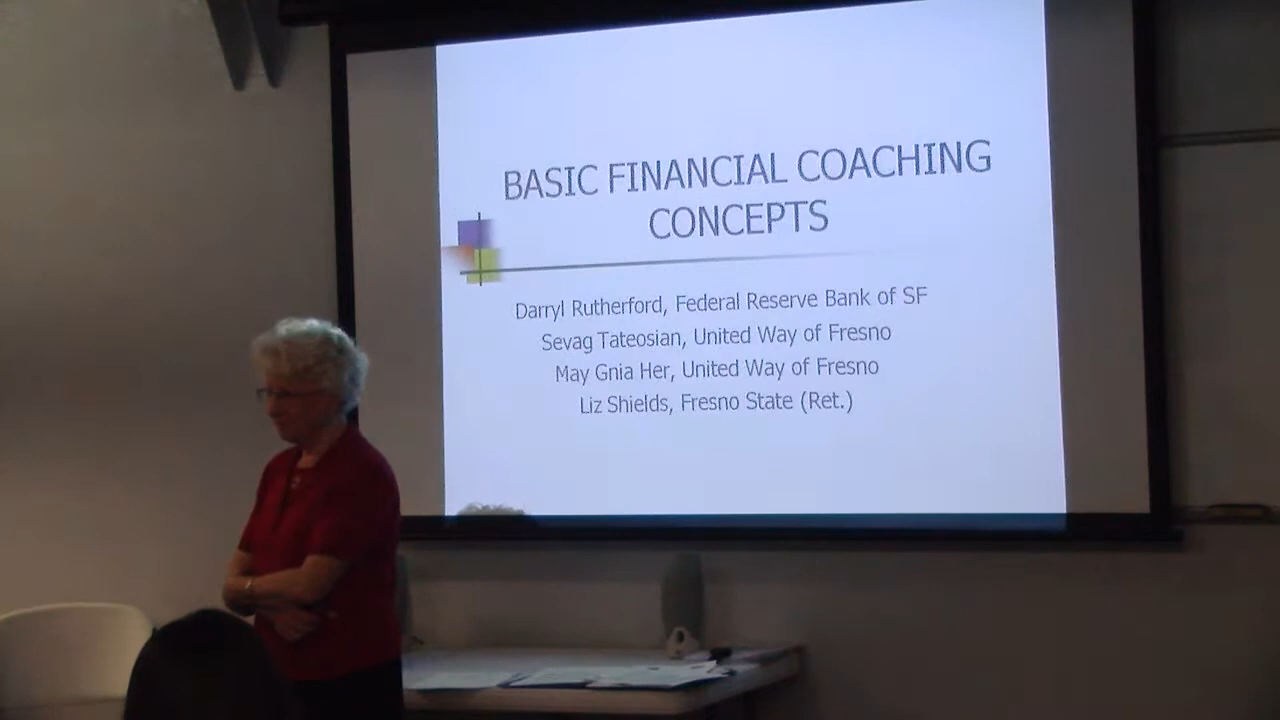 BASIC FINANCIAL COACHING
CONCEPTS
Darryl Rutherford, Federal Reserve Bank of SF
Sevag Tateosian, United Way of Fresno
May Gnia Her, United Way of Fresno
Liz Shields, Fresno State (Ret.)